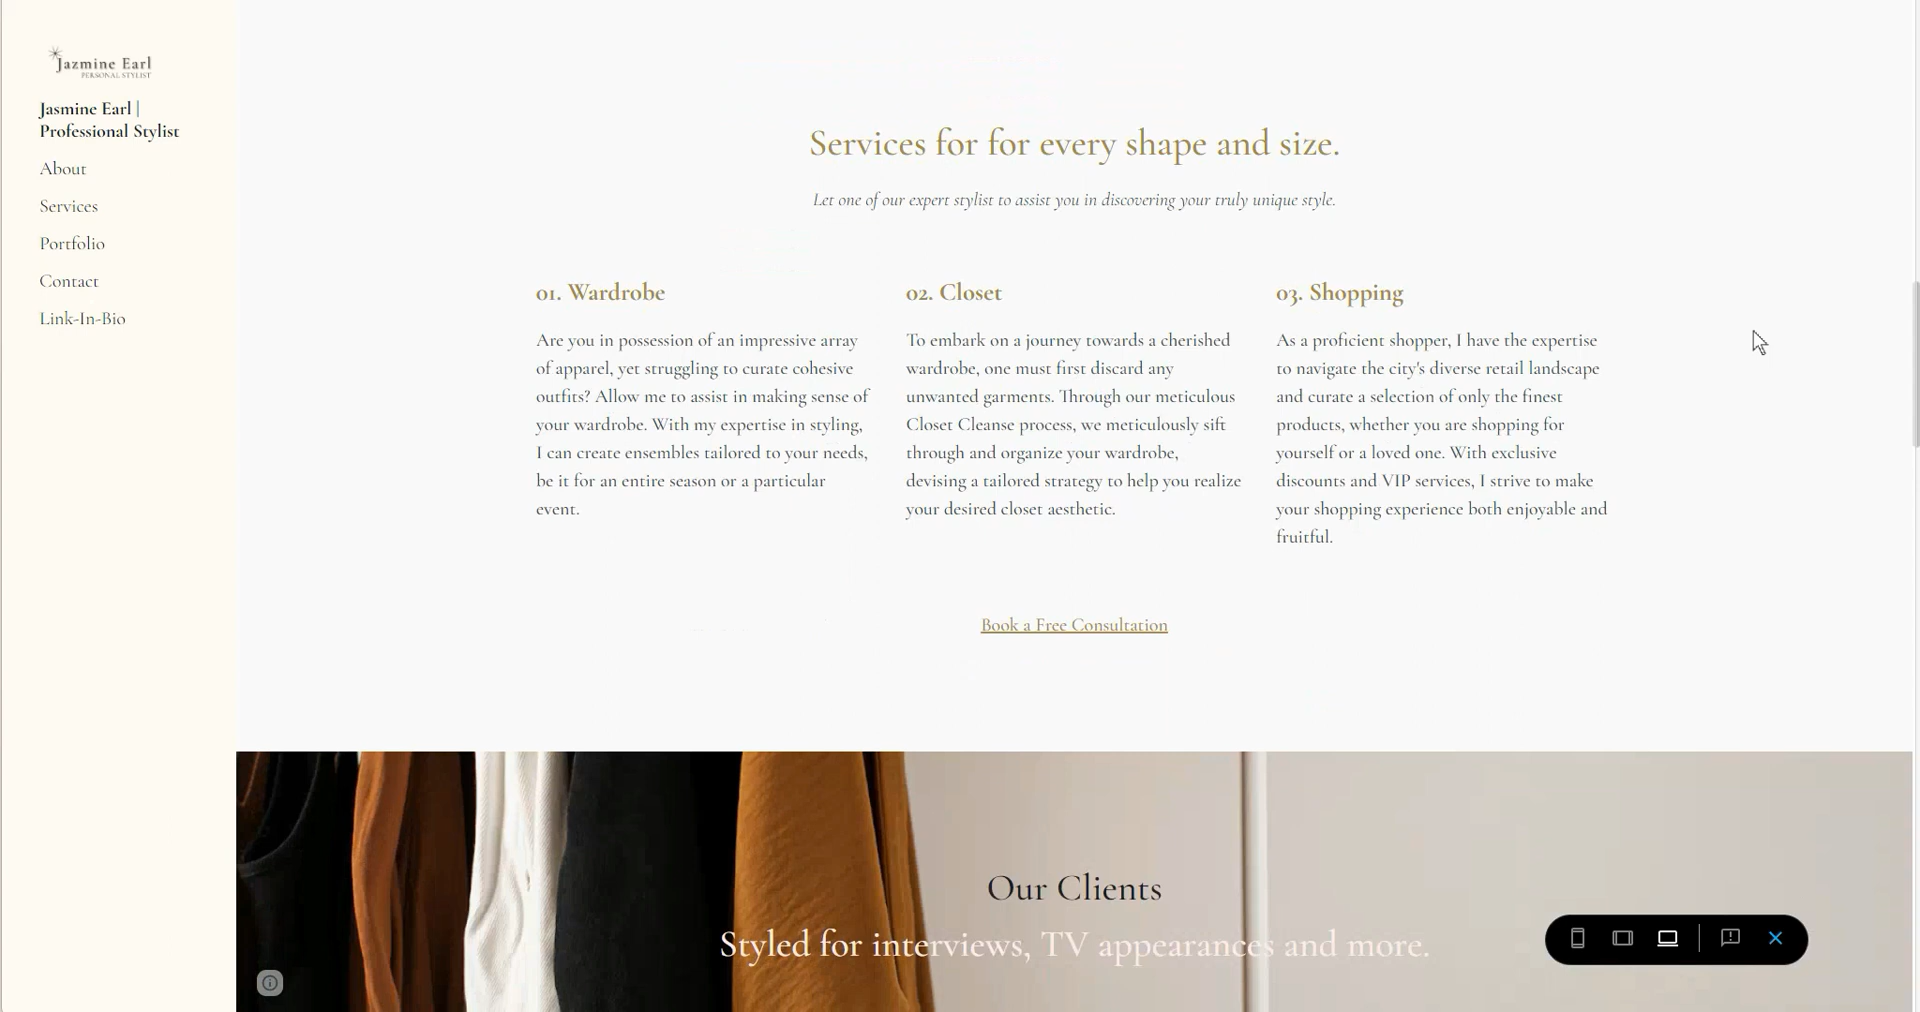 Jazmine Earl
PERSONAL STYLIST
Jasmine Earl |
Professional Stylist
About
Services
Portfolio
Contact
Link-In-Bio
Services for for every shape and size.
Let one of our expert stylist to assist you in discovering your truly unique style.
01. Wardrobe
Are you in possession of an impressive array
of apparel, yet struggling to curate cohesive
outfits? Allow me to assist in making sense of
your wardrobe. With my expertise in styling,
I can create ensembles tailored to your needs,
be it for an entire season or a particular
event.
02. Closet
To embark on a journey towards a cherished
wardrobe, one must first discard any
unwanted garments. Through our meticulous
Closet Cleanse process, we meticulously sift
through and organize your wardrobe,
devising a tailored strategy to help you realize
your desired closet aesthetic.
03. Shopping
As a proficient shopper, I have the expertise
to navigate the city's diverse retail landscape
and curate a selection of only the finest
products, whether you are shopping for
yourself or a loved one. With exclusive
discounts and VIP services, I strive to make
your shopping experience both enjoyable and
fruitful.
Book a Free Consultation
Our Clients
Styled for interviews, TV appearances and more.